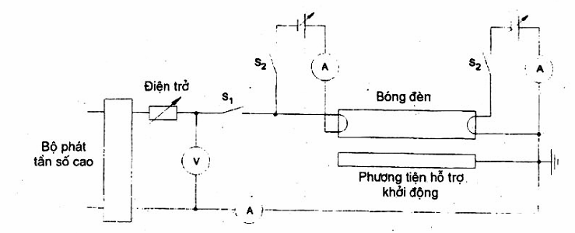 S2
A
S2
A
Điện trở
S1
Bóng đèn
Bộ phát
tần số cao
V
Phương tiện hỗ trợ
khởi động
A